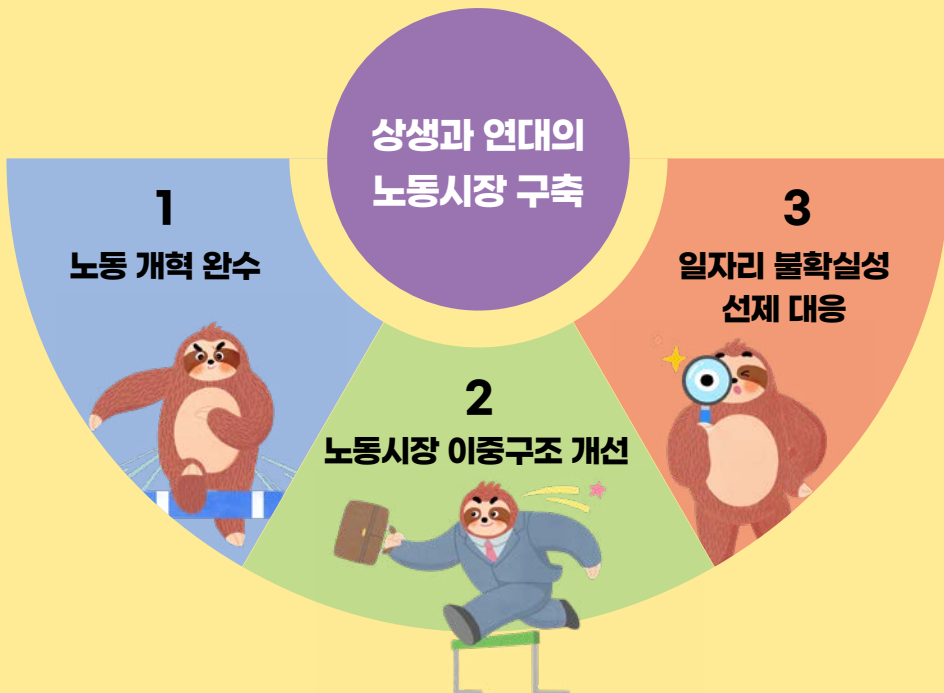 상생과 연대의
노동시장 구축
1
노동 개혁 완수
2
노동시장 이중구조 개선
3
일자리 불확실성
선제 대응